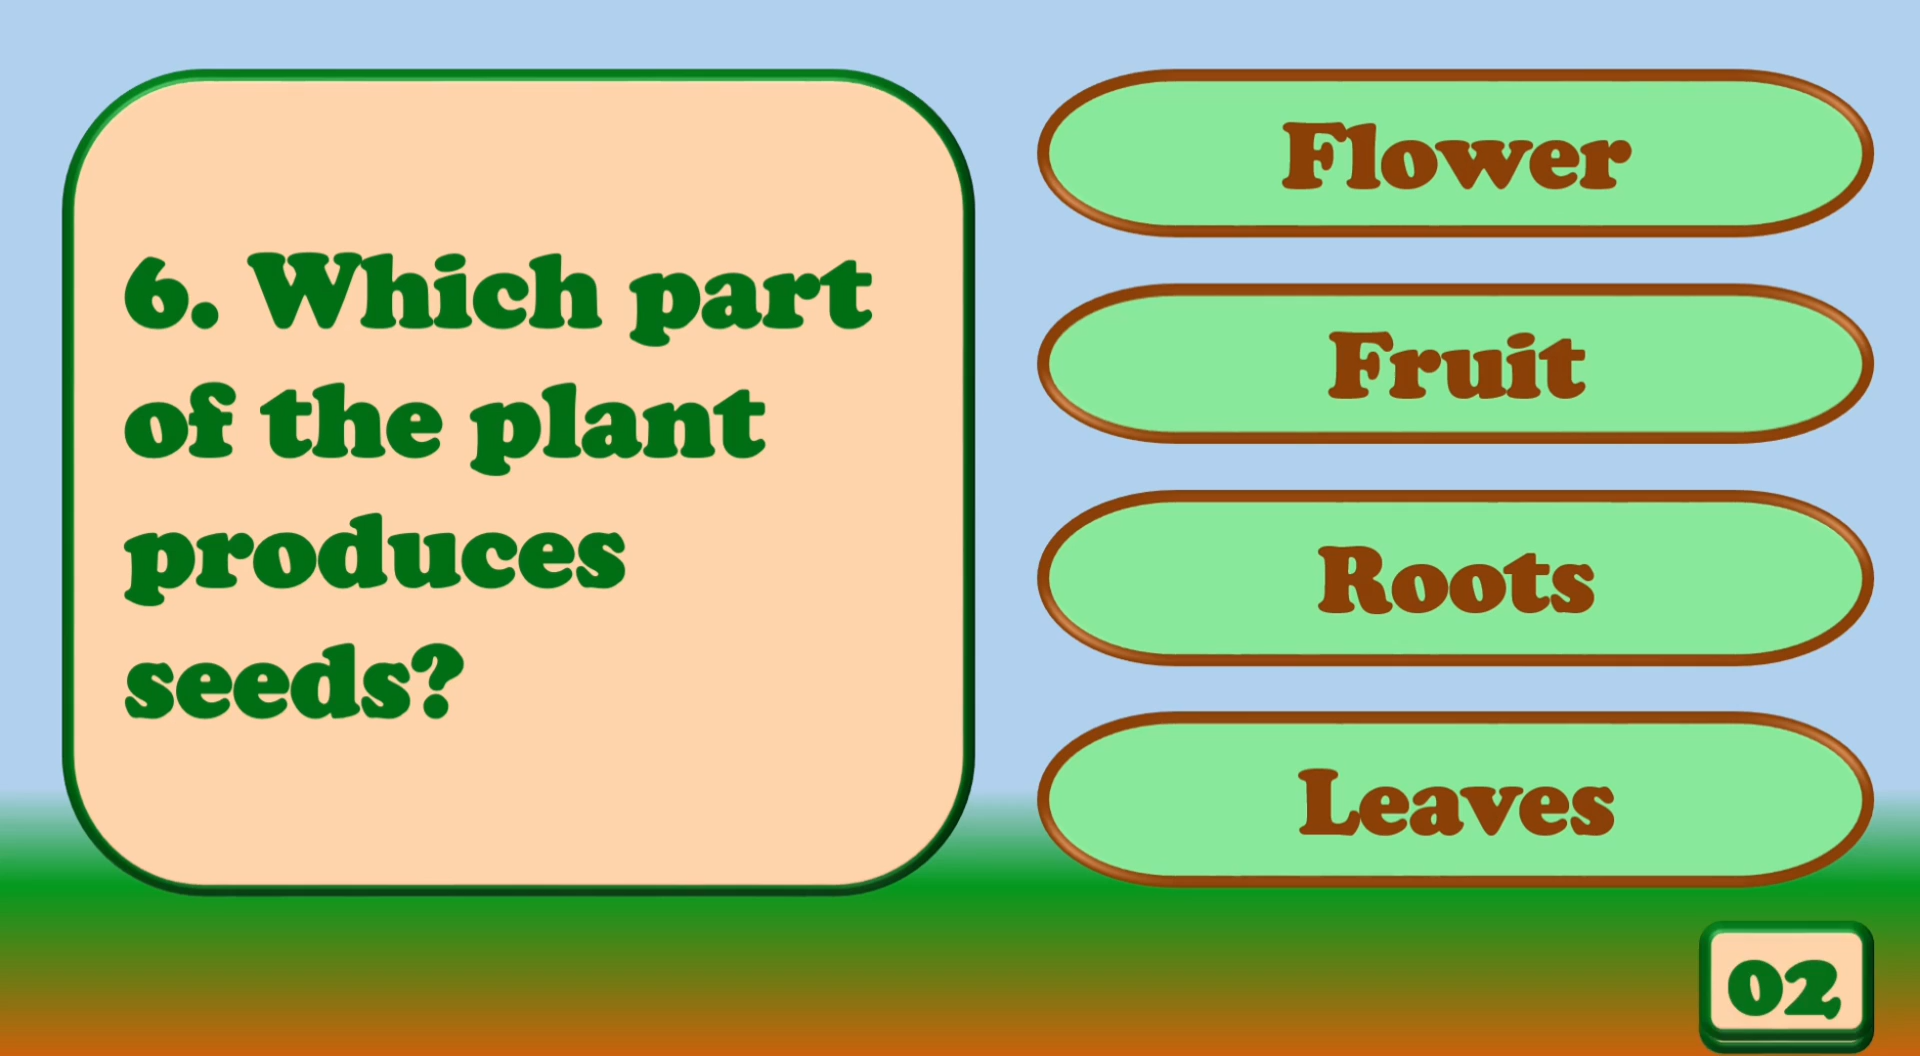 6. Which part
of the plant
produces
seeds?
Flower
Fruit
Roots
Leaves
02